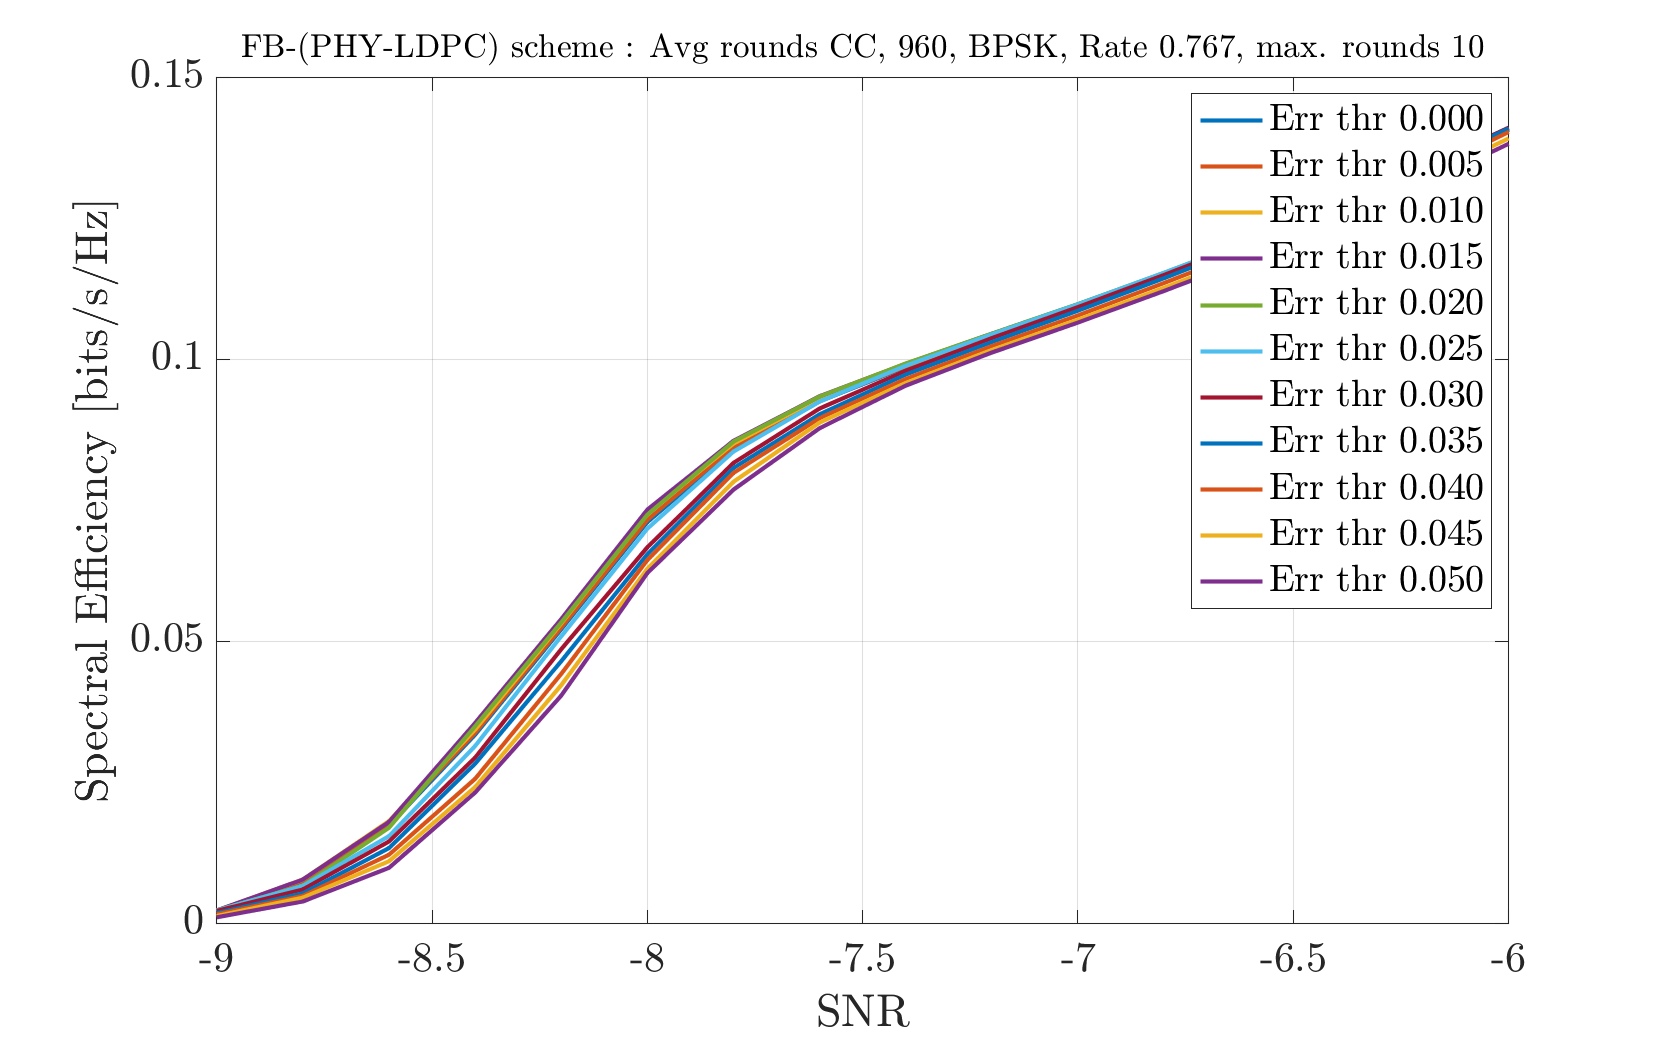 FB-(PHY-LDPC) scheme : Avg rounds CC, 960, BPSK, Rate 0.767, max. rounds 10
0.15
0.1
0.05
0
Spectral Efficiency [bits/s/Hz]
Err thr 0.000
Err thr 0.005
Err thr 0.010
Err thr 0.015
Err thr 0.020
Err thr 0.025
Err thr 0.030
Err thr 0.035
Err thr 0.040
Err thr 0.045
Err thr 0.050
-9 -8.5 -8 -7.5 -7 -6.5 -6
SNR